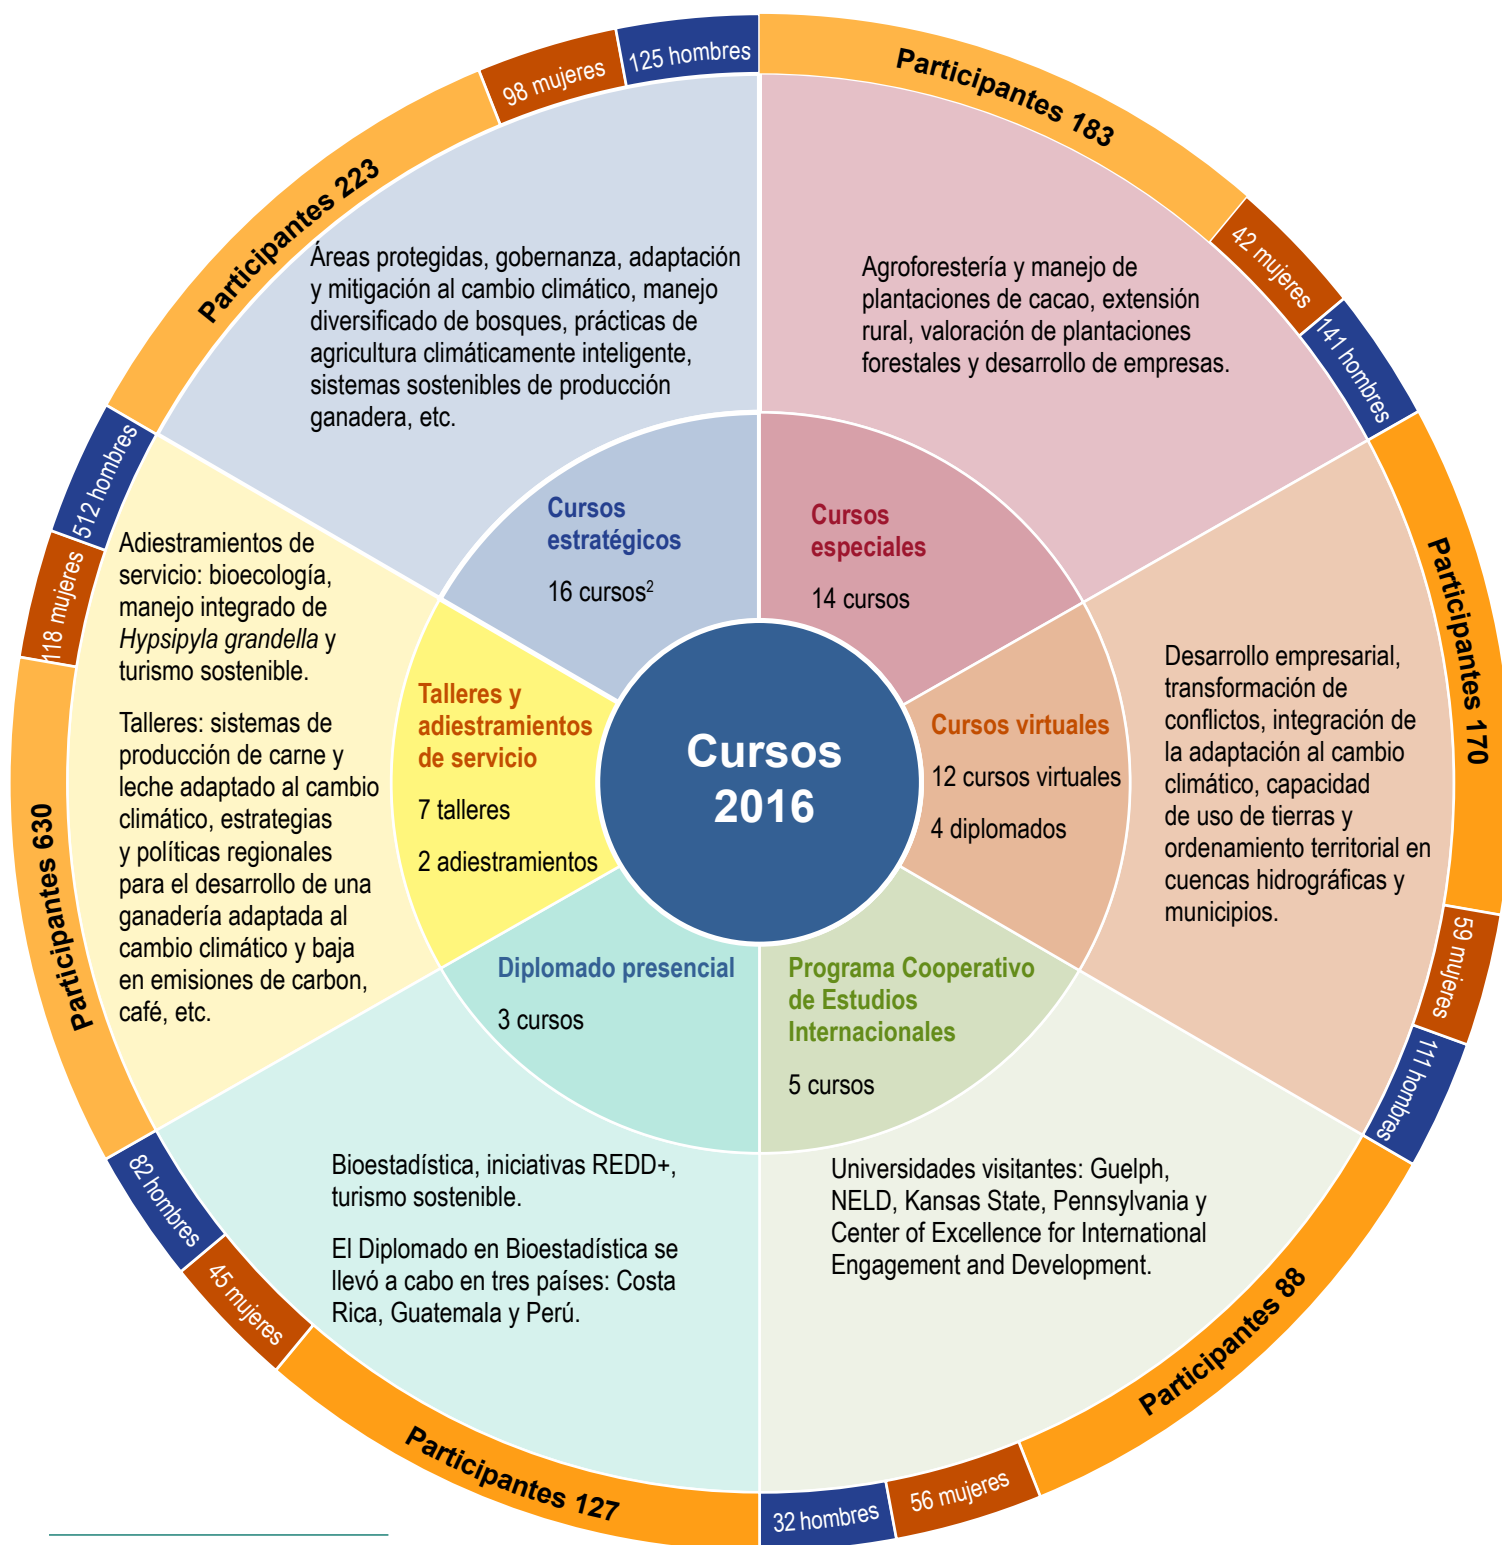 Cursos
2016
Cursos
estratégicos
16 cursos²
Áreas protegidas, gobernanza, adaptación
y mitigación al cambio climático, manejo
diversificado de bosques, prácticas de
agricultura climáticamente inteligente,
sistemas sostenibles de producción
ganadera, etc.
Participantes 223
98 mujeres
125 hombres
Cursos
especiales
14 cursos
Agroforestería y manejo de
plantaciones de cacao, extensión
rural, valoración de plantaciones
forestales y desarrollo de empresas.
Participantes 183
42 mujeres
141 hombres
Cursos virtuales
12 cursos virtuales
4 diplomados
Desarrollo empresarial,
transformación de
conflictos, integración de
la adaptación al cambio
climático, capacidad
de uso de tierras y
ordenamiento territorial en
cuencas hidrográficas y
municipios.
Participantes 170
59 mujeres
111 hombres
Programa Cooperativo
de Estudios
Internacionales
5 cursos
Universidades visitantes: Guelph,
NELD, Kansas State, Pennsylvania y
Center of Excellence for International
Engagement and Development.
Participantes 88
56 mujeres
32 hombres
Diplomado presencial
3 cursos
Bioestadística, iniciativas REDD+,
turismo sostenible.
El Diplomado en Bioestadística se
llevó a cabo en tres países: Costa
Rica, Guatemala y Perú.
Participantes 127
45 mujeres
82 hombres
Talleres y
adiestramientos
de servicio
7 talleres
2 adiestramientos
Adiestramientos de
servicio: bioecología,
manejo integrado de
Hypsipyla grandella y
turismo sostenible.
Talleres: sistemas de
producción de carne y
leche adaptado al cambio
climático, estrategias
y políticas regionales
para el desarrollo de una
ganadería adaptada al
cambio climático y baja
en emisiones de carbon,
café, etc.
Participantes 630
118 mujeres
512 hombres